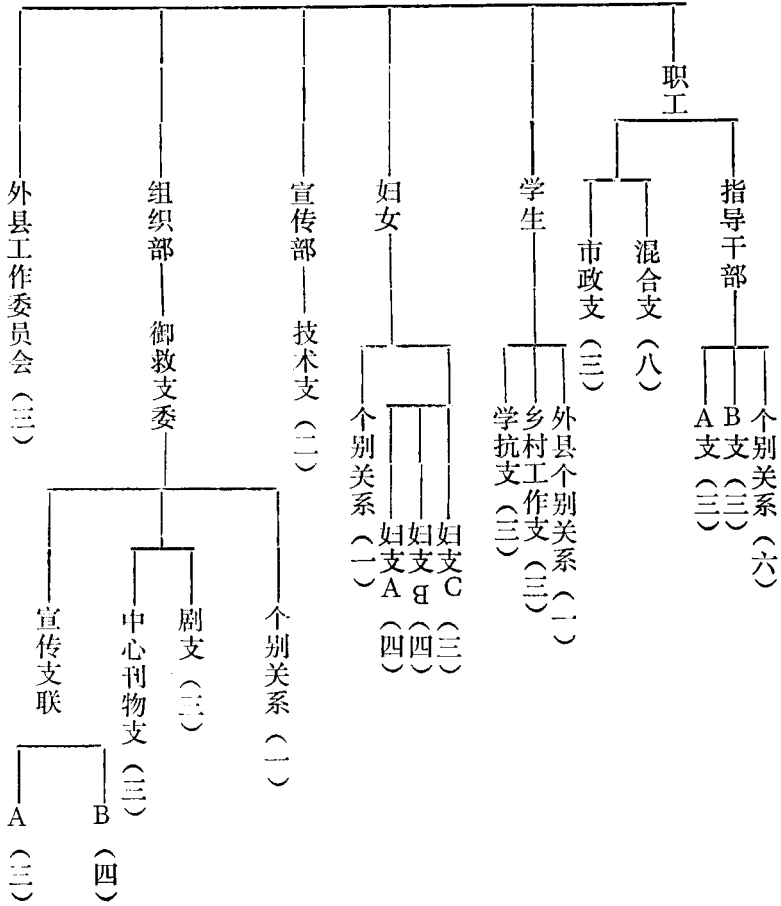 职工
指导干部
个别关系（六）
B支（三）
A支（三）
混合支（八）
市政支（三）
学生
外县个别关系（一）
乡村工作支（三）
学抗支（三）
妇女
妇支C（三）
妇支B（四）
妇支A（四）
个别关系（一）
宣传部
技术支（二）
组织部
御救支委
个别关系（一）
剧支（三）
中心刊物支（三）
宣传支联
B（四）
A（三）
外县工作委员会（三）